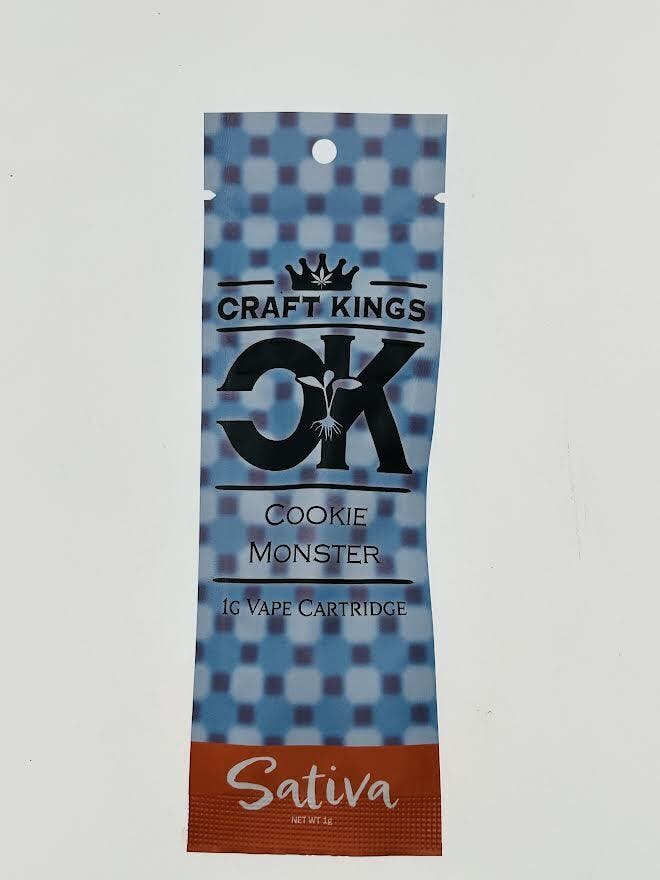 CRAFT KINGS
CK
COOKIE
MONSTER
1G VAPE CARTRIDGE
Sativa
NET WT 1g